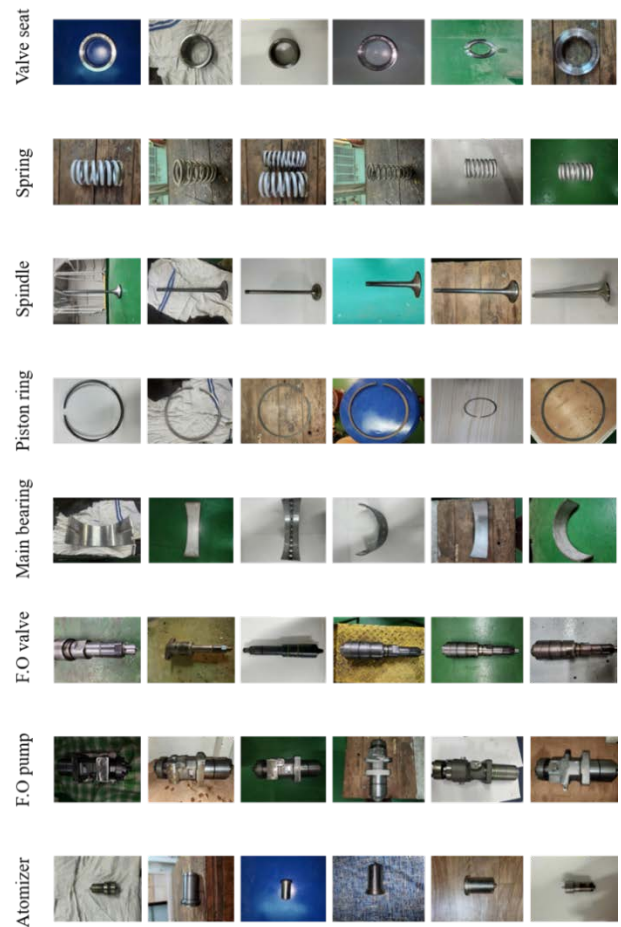 Valve seat
Spring
Spindle
Piston ring
Main bearing
F.O valve
F.O pump
Atomizer